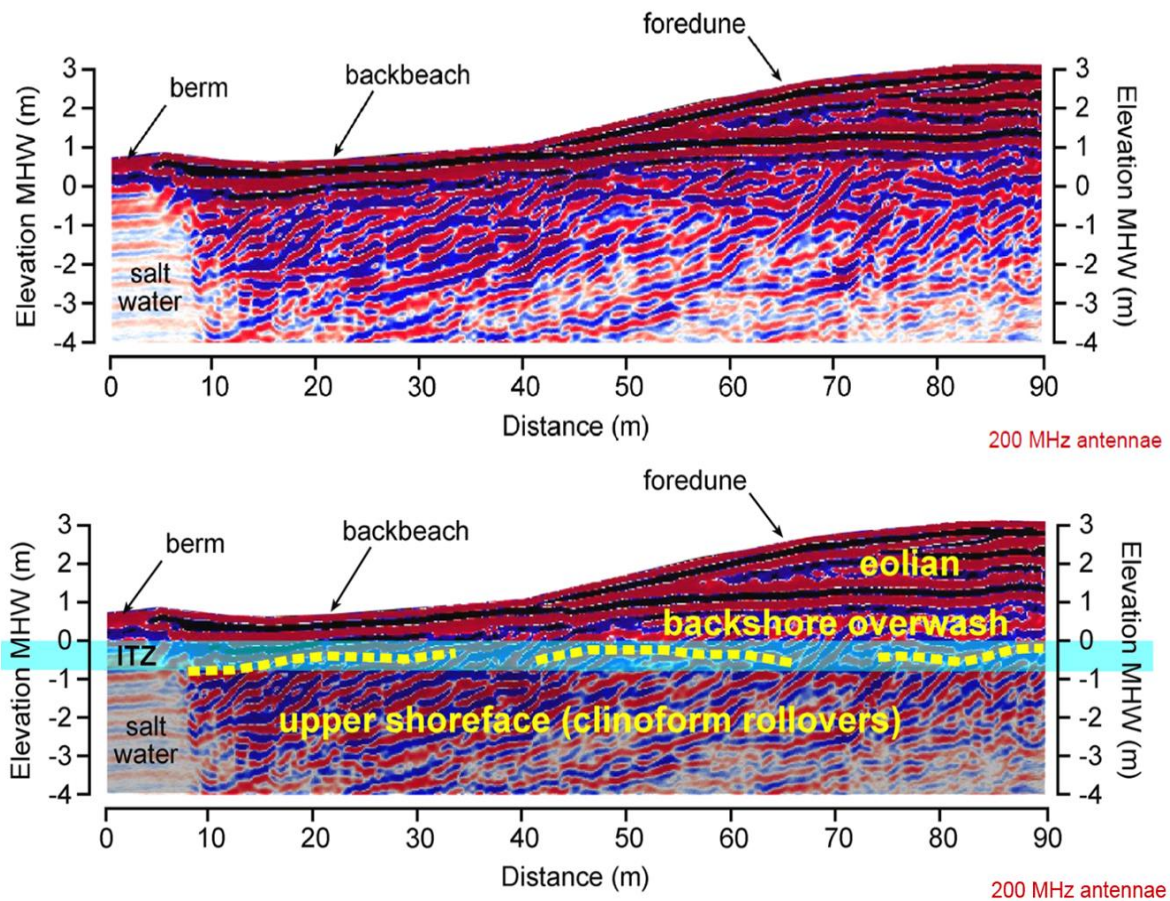 foredune
berm
backbeach
Elevation MHW (m)
3
2
1
0
-1
-2
-3
-4
salt
water
3
2
1
0
-1
-2
-3
-4
Elevation MHW (m)
0 10 20 30 40 50 60 70 80 90
Distance (m)
200 MHz antennae
foredune
berm
backbeach
Elevation MHW (m)
3
2
1
0
-1
-2
-3
-4
eolian
backshore overwash
ITZ
upper shoreface (clinoform rollovers)
salt
water
3
2
1
0
-1
-2
-3
-4
Elevation MHW (m)
0 10 20 30 40 50 60 70 80 90
Distance (m)
200 MHz antennae